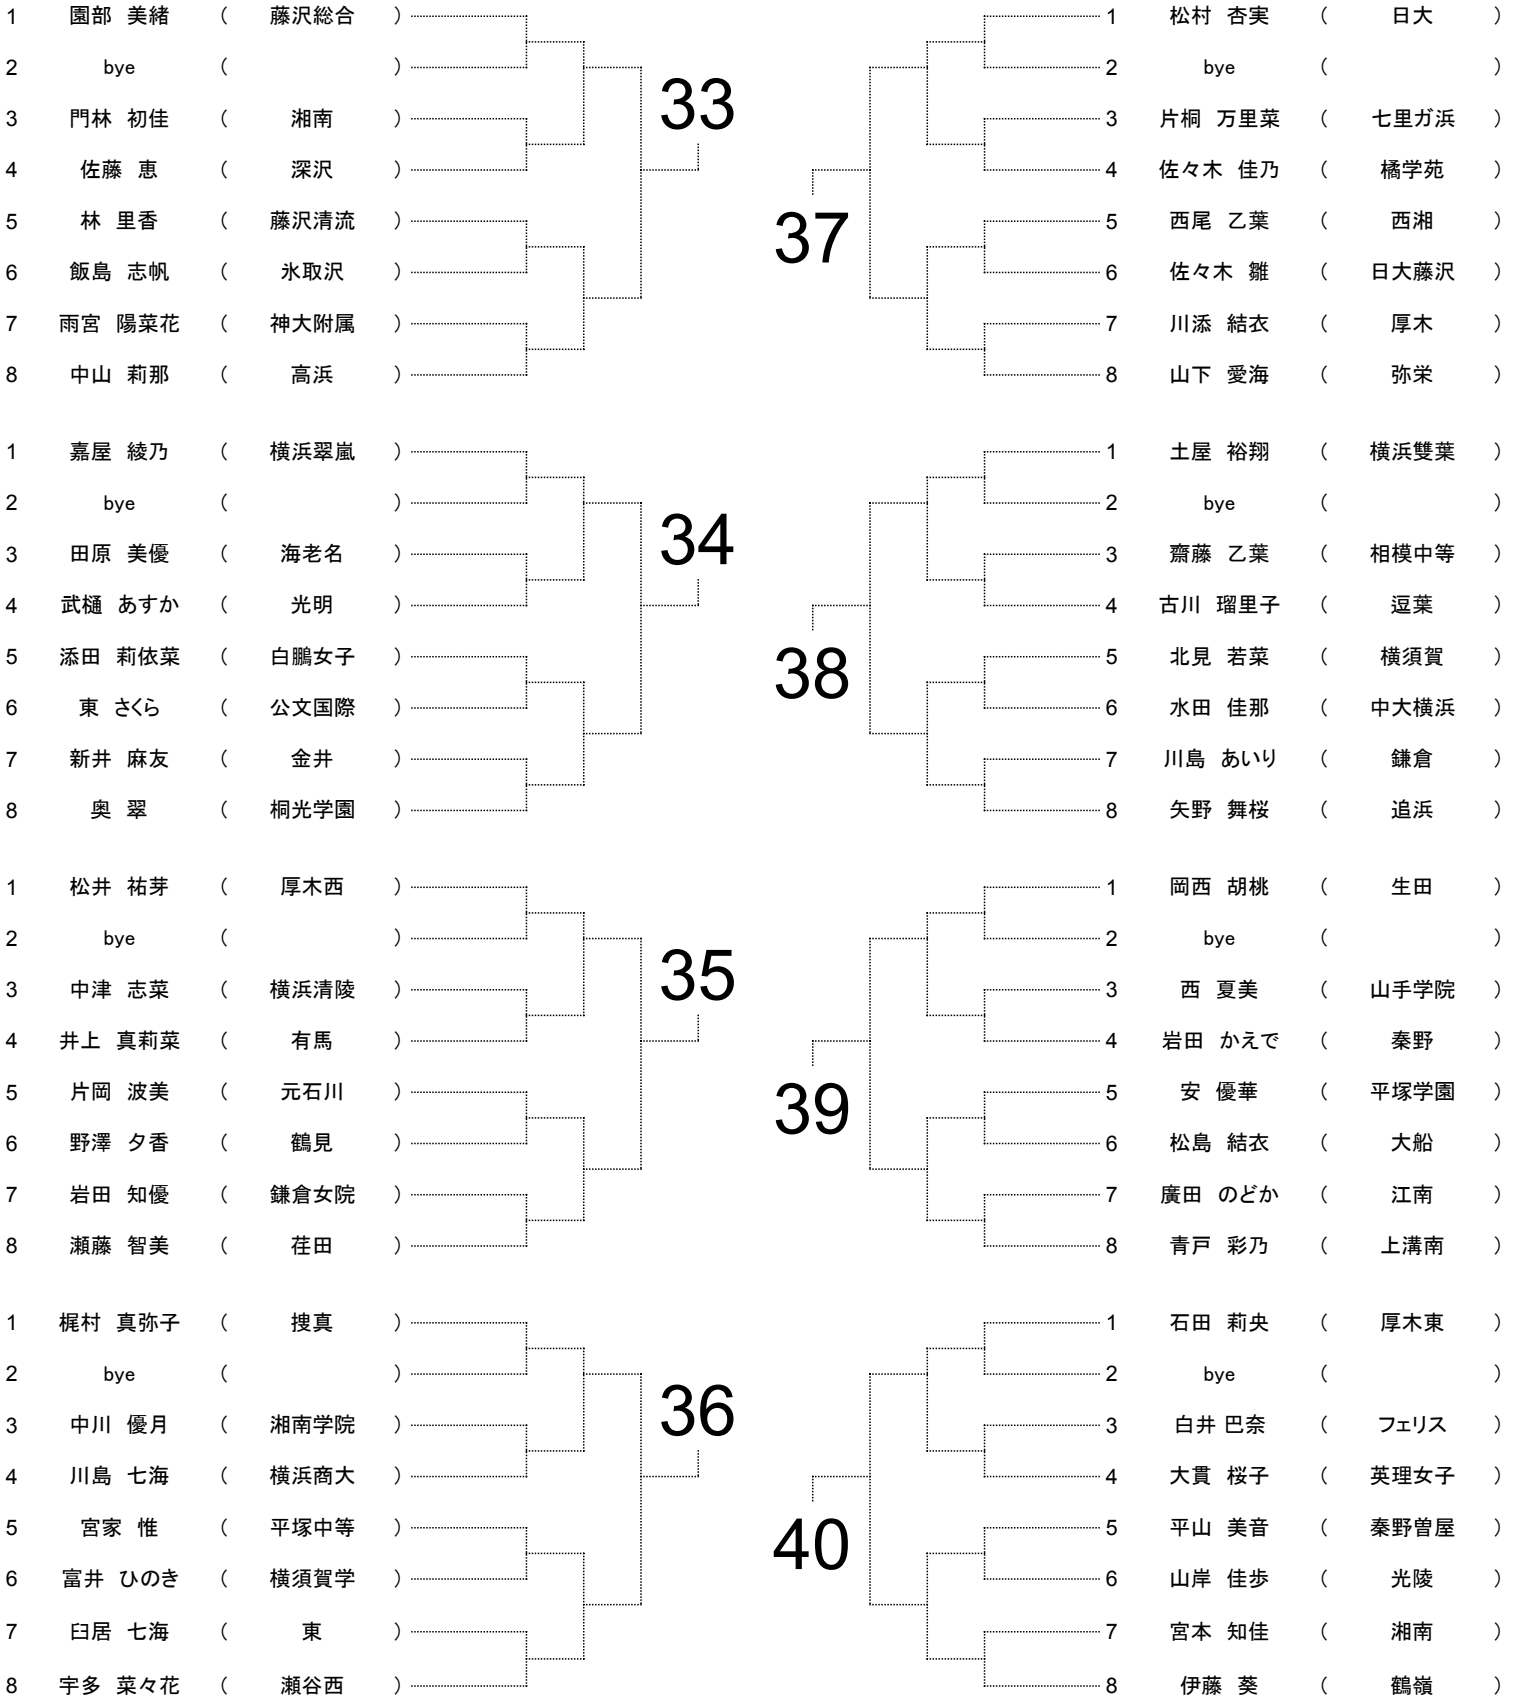 1 園部 美緒 ( 藤沢総合 )
2 bye ( )
3 門林 初佳 ( 湘南 )
4 佐藤 恵 ( 深沢 )
5 林 里香 ( 藤沢清流 )
6 飯島 志帆 ( 氷取沢 )
7 雨宮 陽菜花 ( 神大附属 )
8 中山 莉那 ( 高浜 )
33
1 嘉屋 綾乃 ( 横浜翠嵐 )
2 bye ( )
3 田原 美優 ( 海老名 )
4 武樋 あすか ( 光明 )
5 添田 莉依菜 ( 白鵬女子 )
6 東 さくら ( 公文国際 )
7 新井 麻友 ( 金井 )
8 奥 翠 ( 桐光学園 )
34
1 松井 祐芽 ( 厚木西 )
2 bye ( )
3 中津 志菜 ( 横浜清陵 )
4 井上 真莉菜 ( 有馬 )
5 片岡 波美 ( 元石川 )
6 野澤 夕香 ( 鶴見 )
7 岩田 知優 ( 鎌倉女院 )
8 瀬藤 智美 ( 荏田 )
35
1 梶村 真弥子 ( 捜真 )
2 bye ( )
3 中川 優月 ( 湘南学院 )
4 川島 七海 ( 横浜商大 )
5 宮家 惟 ( 平塚中等 )
6 富井 ひのき ( 横須賀学 )
7 臼居 七海 ( 東 )
8 宇多 菜々花 ( 瀬谷西 )
36
1 松村 杏実 ( 日大 )
2 bye ( )
3 片桐 万里菜 ( 七里ガ浜 )
4 佐々木 佳乃 ( 橘学苑 )
5 西尾 乙葉 ( 西湘 )
6 佐々木 雛 ( 日大藤沢 )
7 川添 結衣 ( 厚木 )
8 山下 愛海 ( 弥栄 )
37
1 土屋 裕翔 ( 横浜雙葉 )
2 bye ( )
3 齋藤 乙葉 ( 相模中等 )
4 古川 瑠里子 ( 逗葉 )
5 北見 若菜 ( 横須賀 )
6 水田 佳那 ( 中大横浜 )
7 川島 あいり ( 鎌倉 )
8 矢野 舞桜 ( 追浜 )
38
1 岡西 胡桃 ( 生田 )
2 bye ( )
3 西 夏美 ( 山手学院 )
4 岩田 かえで ( 秦野 )
5 安 優華 ( 平塚学園 )
6 松島 結衣 ( 大船 )
7 廣田 のどか ( 江南 )
8 青戸 彩乃 ( 上溝南 )
39
1 石田 莉央 ( 厚木東 )
2 bye ( )
3 白井 巴奈 ( フェリス )
4 大貫 桜子 ( 英理女子 )
5 平山 美音 ( 秦野曽屋 )
6 山岸 佳歩 ( 光陵 )
7 宮本 知佳 ( 湘南 )
8 伊藤 葵 ( 鶴嶺 )
40